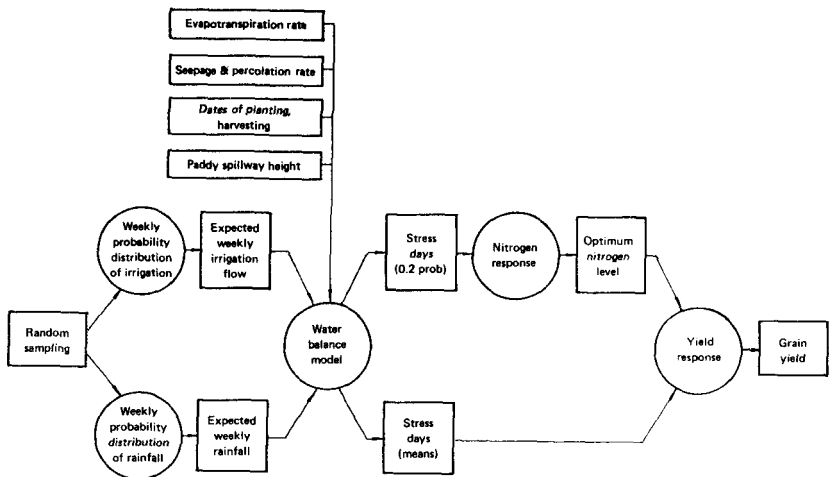 Evapotranspiration rate
Seepage & percolation rate
Dates of planting,
harvesting
Paddy spillway height
Weekly
probability
distribution
of irrigation
Expected
weekly
irrigation
flow
Stress
days
(0.2 prob)
Nitrogen
response
Optimum
nitrogen
level
Random
sampling
Water
balance
model
Yield
response
Grain
yield
Weekly
probability
distribution
of rainfall
Expected
weekly
rainfall
Stress
days
(means)